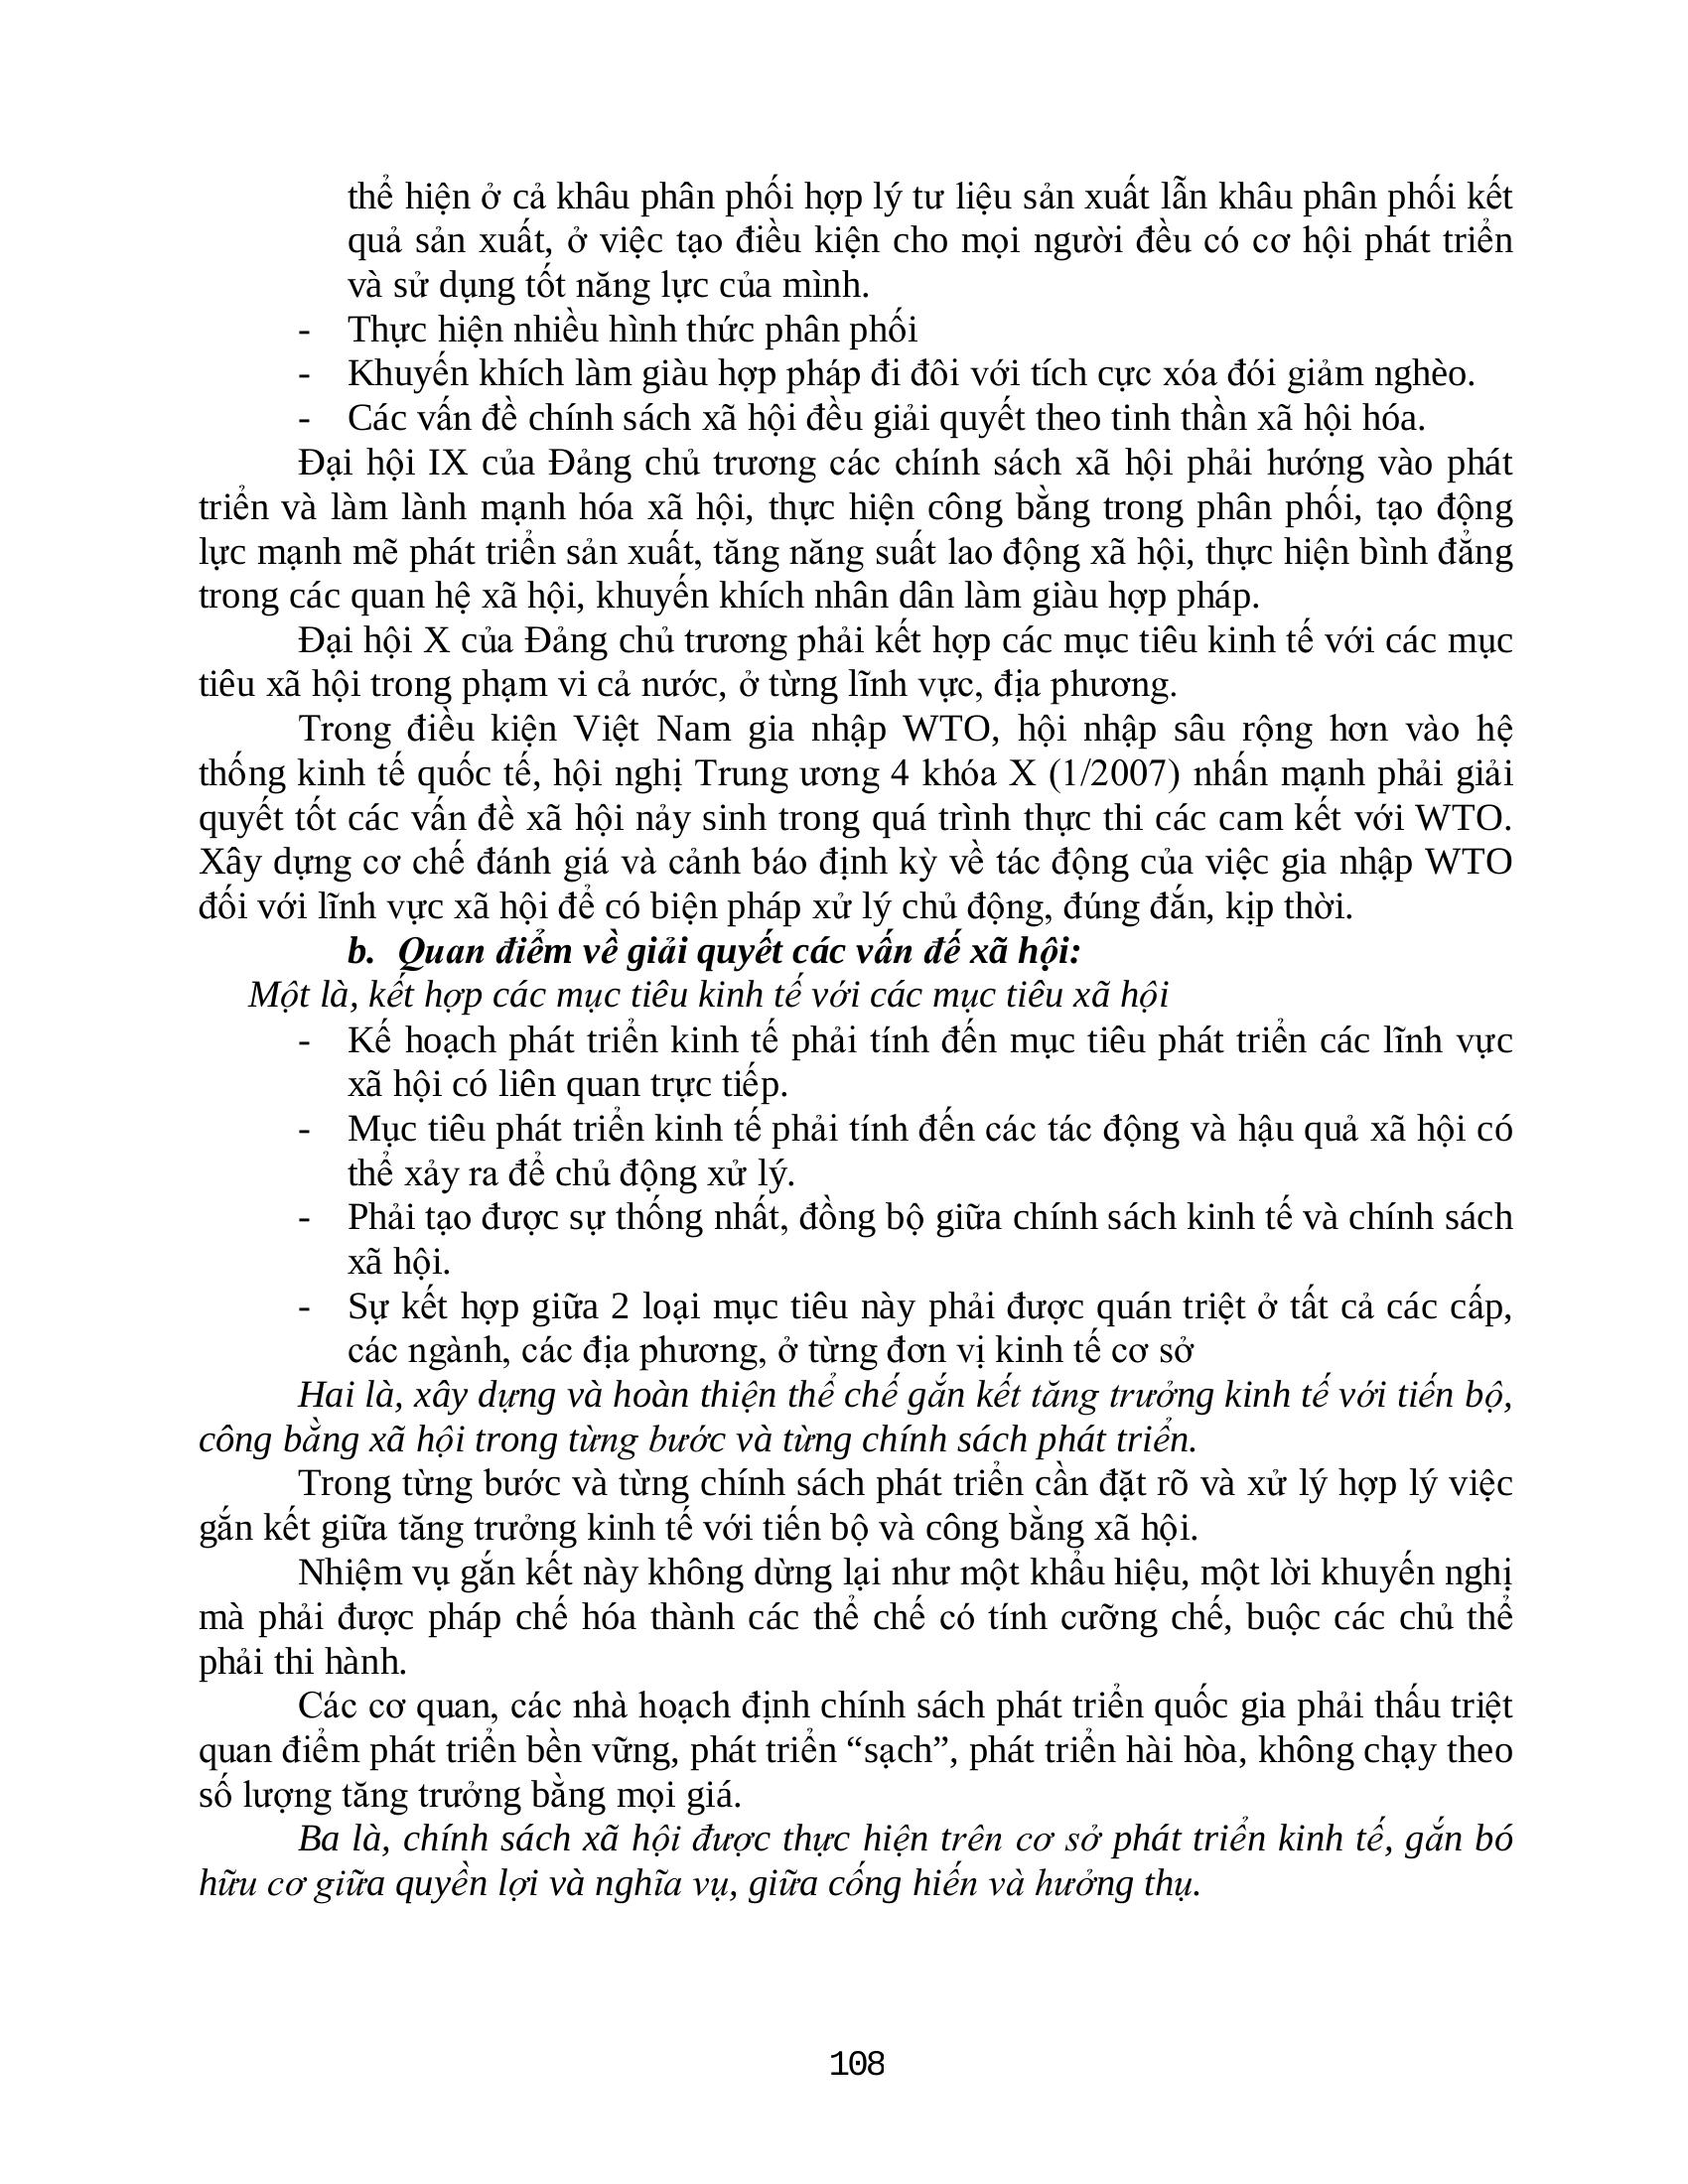 thể hiện ở cả khâu phân phối hợp lý tư liệu sản xuất lẫn khâu phân phối kết
quả sản xuất, ở việc tạo điều kiện cho mọi người đều có cơ hội phát triển
và sử dụng tốt năng lực của mình.
- Thực hiện nhiều hình thức phân phối
- Khuyến khích làm giàu hợp pháp đi đôi với tích cực xóa đói giảm nghèo.
- Các vấn đề chính sách xã hội đều giải quyết theo tinh thần xã hội hóa.
Đại hội IX của Đảng chủ trương các chính sách xã hội phải hướng vào phát
triển và làm lành mạnh hóa xã hội, thực hiện công bằng trong phân phối, tạo động
lực mạnh mẽ phát triển sản xuất, tăng năng suất lao động xã hội, thực hiện bình đẳng
trong các quan hệ xã hội, khuyến khích nhân dân làm giàu hợp pháp.
Đại hội X của Đảng chủ trương phải kết hợp các mục tiêu kinh tế với các mục
tiêu xã hội trong phạm vi cả nước, ở từng lĩnh vực, địa phương.
Trong điều kiện Việt Nam gia nhập WTO, hội nhập sâu rộng hơn vào hệ
thống kinh tế quốc tế, hội nghị Trung ương 4 khóa X (1/2007) nhấn mạnh phải giải
quyết tốt các vấn đề xã hội nảy sinh trong quá trình thực thi các cam kết với WTO.
Xây dựng cơ chế đánh giá và cảnh báo định kỳ về tác động của việc gia nhập WTO
đối với lĩnh vực xã hội để có biện pháp xử lý chủ động, đúng đắn, kịp thời.
b. Quan điểm về giải quyết các vấn đế xã hội:
Một là, kết hợp các mục tiêu kinh tế với các mục tiêu xã hội
- Kế hoạch phát triển kinh tế phải tính đến mục tiêu phát triển các lĩnh vực
xã hội có liên quan trực tiếp.
- Mục tiêu phát triển kinh tế phải tính đến các tác động và hậu quả xã hội có
thể xảy ra để chủ động xử lý.
- Phải tạo được sự thống nhất, đồng bộ giữa chính sách kinh tế và chính sách
xã hội.
- Sự kết hợp giữa 2 loại mục tiêu này phải được quán triệt ở tất cả các cấp,
các ngành, các địa phương, ở từng đơn vị kinh tế cơ sở
Hai là, xây dựng và hoàn thiện thể chế gắn kết tăng trưởng kinh tế với tiến bộ,
công bằng xã hội trong từng bước và từng chính sách phát triển.
Trong từng bước và từng chính sách phát triển cần đặt rõ và xử lý hợp lý việc
gắn kết giữa tăng trưởng kinh tế với tiến bộ và công bằng xã hội.
Nhiệm vụ gắn kết này không dừng lại như một khẩu hiệu, một lời khuyến nghị
mà phải được pháp chế hóa thành các thể chế có tính cưỡng chế, buộc các chủ thể
phải thi hành.
Các cơ quan, các nhà hoạch định chính sách phát triển quốc gia phải thấu triệt
quan điểm phát triển bền vững, phát triển “sạch”, phát triển hài hòa, không chạy theo
số lượng tăng trưởng bằng mọi giá.
Ba là, chính sách xã hội được thực hiện trên cơ sở phát triển kinh tế, gắn bó
hữu cơ giữa quyền lợi và nghĩa vụ, giữa cống hiến và hưởng thụ.
108